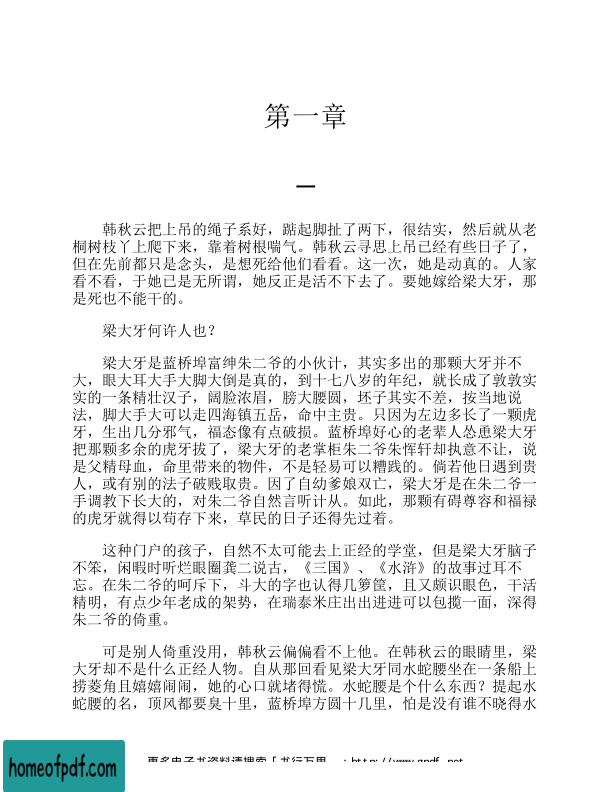 第一章
一
韩秋云把上吊的绳子系好，踮起脚扯了两下，很结实，然后就从老
桐树枝丫上爬下来，靠着树根喘气。韩秋云寻思上吊已经有些日子了，
但在先前都只是念头，是想死给他们看看。这一次，她是动真的。人家
看不看，于她已是无所谓，她反正是活不下去了。要她嫁给梁大牙，那
是死也不能干的。
梁大牙何许人也？
梁大牙是蓝桥埠富绅朱二爷的小伙计，其实多出的那颗大牙并不
大，眼大耳大手大脚大倒是真的，到十七八岁的年纪，就长成了敦敦实
实的一条精壮汉子，阔脸浓眉，膀大腰圆，坯子其实不差，按当地说
法，脚大手大可以走四海镇五岳，命中主贵。只因为左边多长了一颗虎
牙，生出几分邪气，福态像有点破损。蓝桥埠好心的老辈人怂恿梁大牙
把那颗多余的虎牙拔了，梁大牙的老掌柜朱二爷朱恽轩却执意不让，说
是父精母血，命里带来的物件，不是轻易可以糟践的。倘若他日遇到贵
人，或有别的法子破贱取贵。因了自幼爹娘双亡，梁大牙是在朱二爷一
手调教下长大的，对朱二爷自然言听计从。如此，那颗有碍尊容和福禄
的虎牙就得以苟存下来，草民的日子还得先过着。
这种门户的孩子，自然不太可能去上正经的学堂，但是梁大牙脑子
不笨，闲暇时听烂眼圈龚二说古，《三国》、《水浒》的故事过耳不
忘。在朱二爷的呵斥下，斗大的字也认得几箩筐，且又颇识眼色，干活
精明，有点少年老成的架势，在瑞泰米庄出出进进可以包揽一面，深得
朱二爷的倚重。
可是别人倚重没用，韩秋云偏偏看不上他。在韩秋云的眼睛里，梁
大牙却不是什么正经人物。自从那回看见梁大牙同水蛇腰坐在一条船上
捞菱角且嬉嬉闹闹，她的心口就堵得慌。水蛇腰是个什么东西？提起水
蛇腰的名，顶风都要臭十里，蓝桥埠方圆十几里，怕是没有谁不晓得水
homeofpdf.com